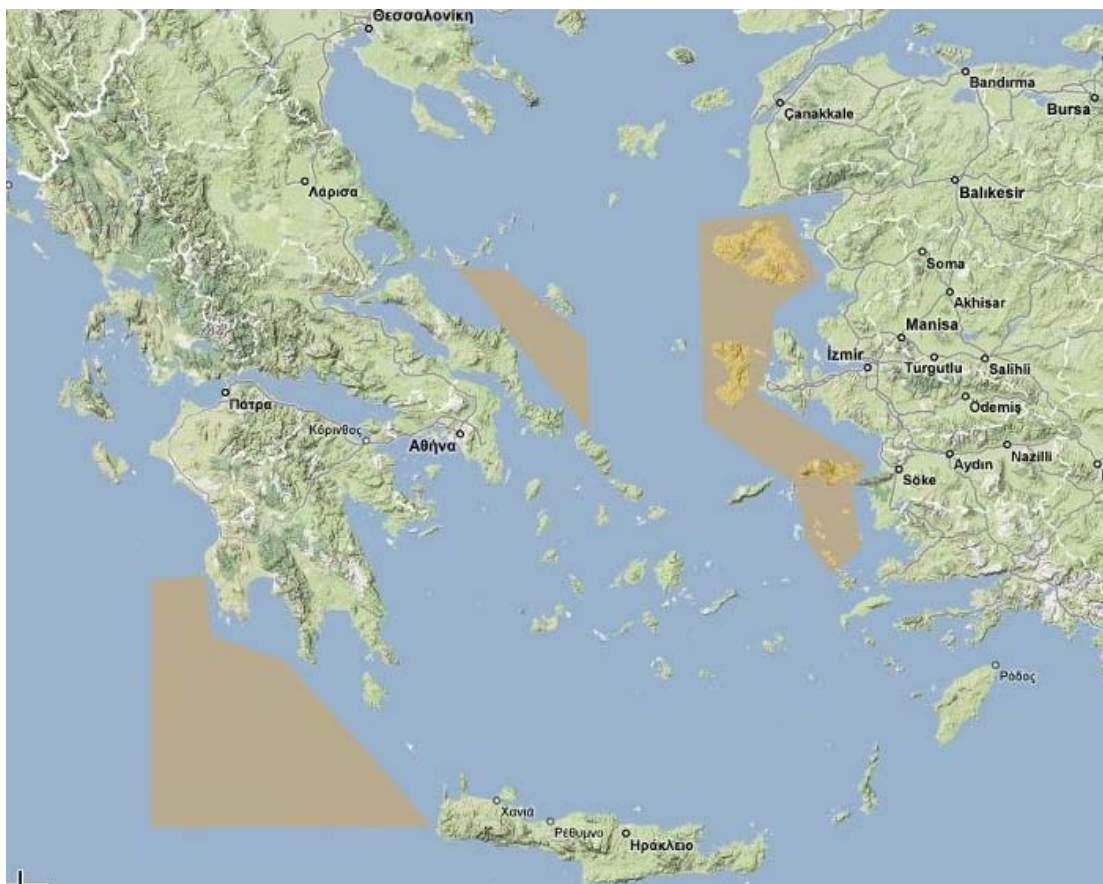 Θεσσαλονίκη
Bandırma
Bursa
Çanakkale
Λάρισα
Balıkesir
Soma
Akhisar
Manisa
İzmir
Turgutlu
Salihli
Πάτρα
Ödemiş
Κόρινθος
Αθήνα
Nazilli
Aydın
Söke
Ρόδος
Χανιά
Ρέθυμνο
Ηράκλειο